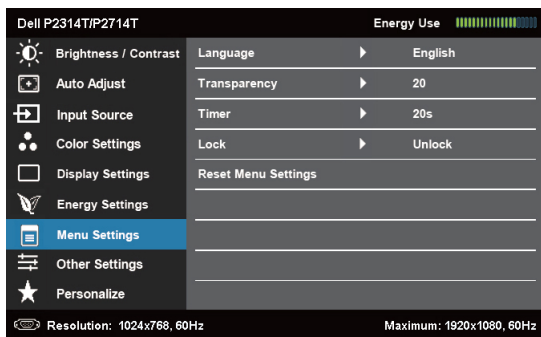 Dell P2314T/P2714T Energy Use
Brightness / Contrast
Auto Adjust
Input Source
Color Settings
Display Settings
Energy Settings
Menu Settings
Other Settings
Personalize
Language English
Transparency 20
Timer 20s
Lock Unlock
Reset Menu Settings
Resolution: 1024x768, 60Hz Maximum: 1920x1080, 60Hz